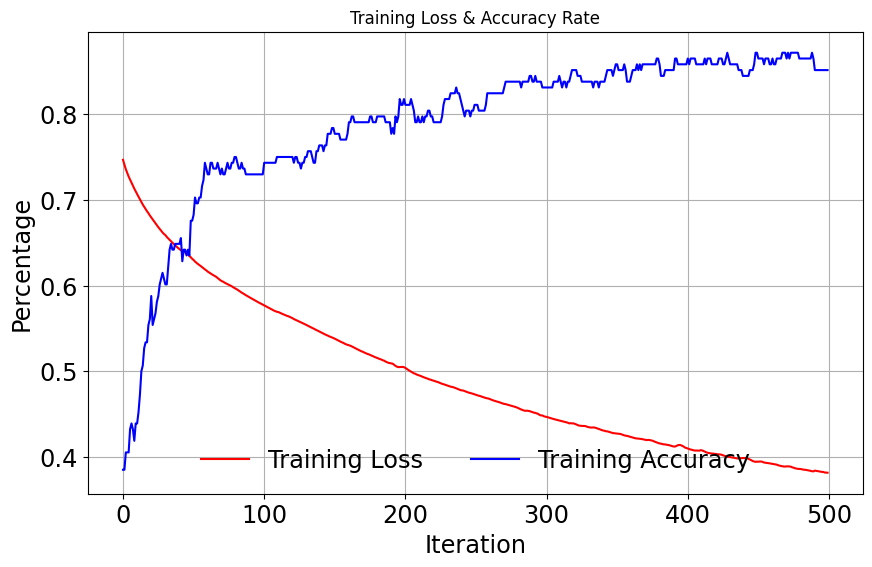 Training Loss & Accuracy Rate
Percentage
0.8
0.7
0.6
0.5
0.4
Training Loss Training Accuracy
0 100 200 300 400 500
Iteration